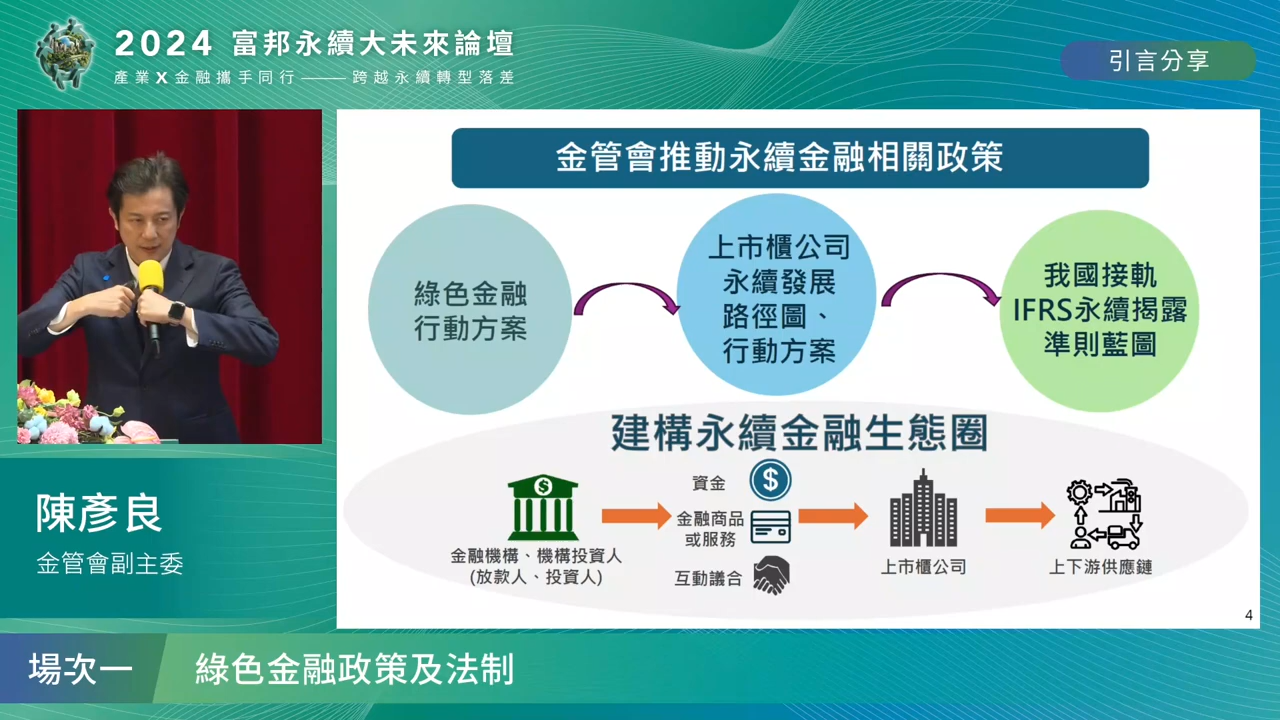 2024 富邦永續大未來論壇
產業X金融攜手同行——跨越永續轉型落差
引言分享
金管會推動永續金融相關政策
綠色金融
行動方案
上市櫃公司
永續發展
路徑圖、
行動方案
我國接軌
IFRS永續揭露
準則藍圖
建構永續金融生態圈
金融機構、機構投資人
(放款人、投資人)
資金
金融商品
或服務
互動議合
上市櫃公司
上下游供應鏈
4
陳彥良
金管會副主委
場次一
綠色金融政策及法制